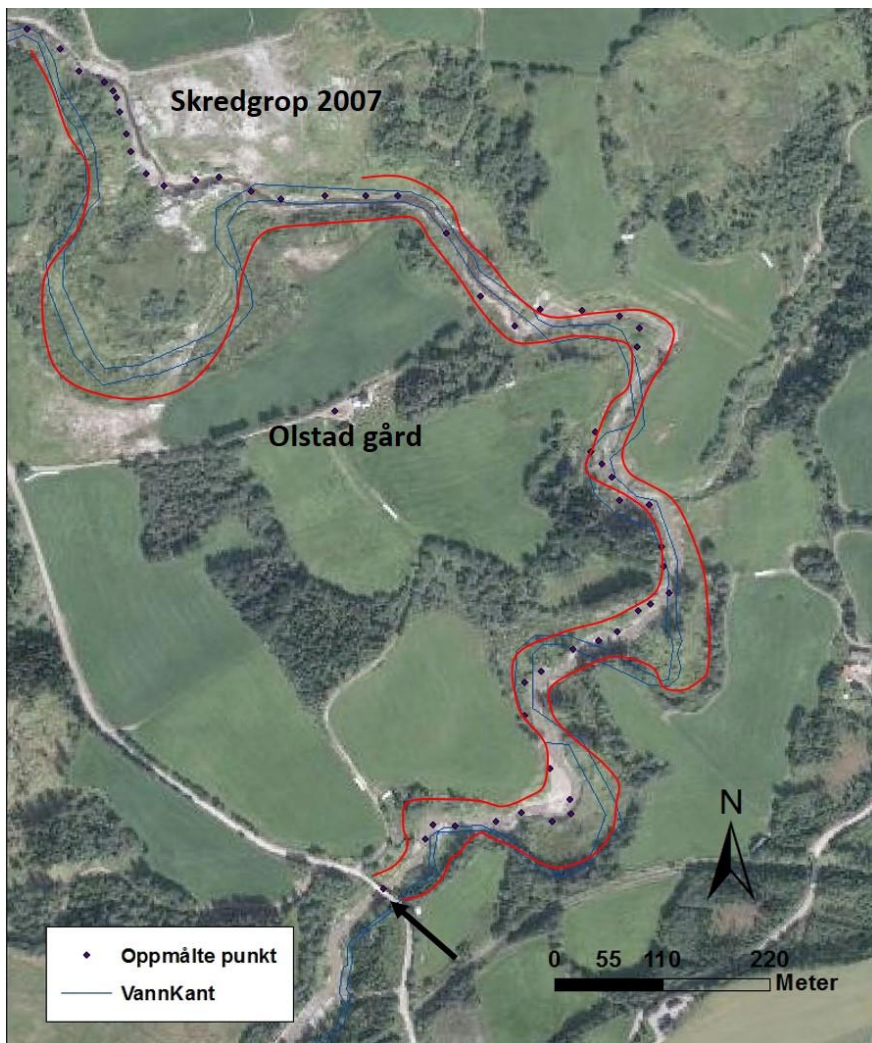 Skredgrop 2007
Olstad gård
N
Oppmålte punkt
VannKant
0 55 110 220
Meter